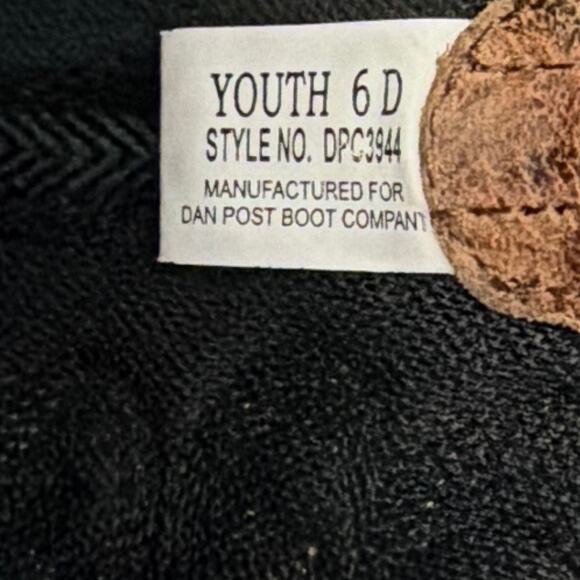 YOUTH 6 D
STYLE NO. DPC3944
MANUFACTURED FOR
DAN POST BOOT COMPANY